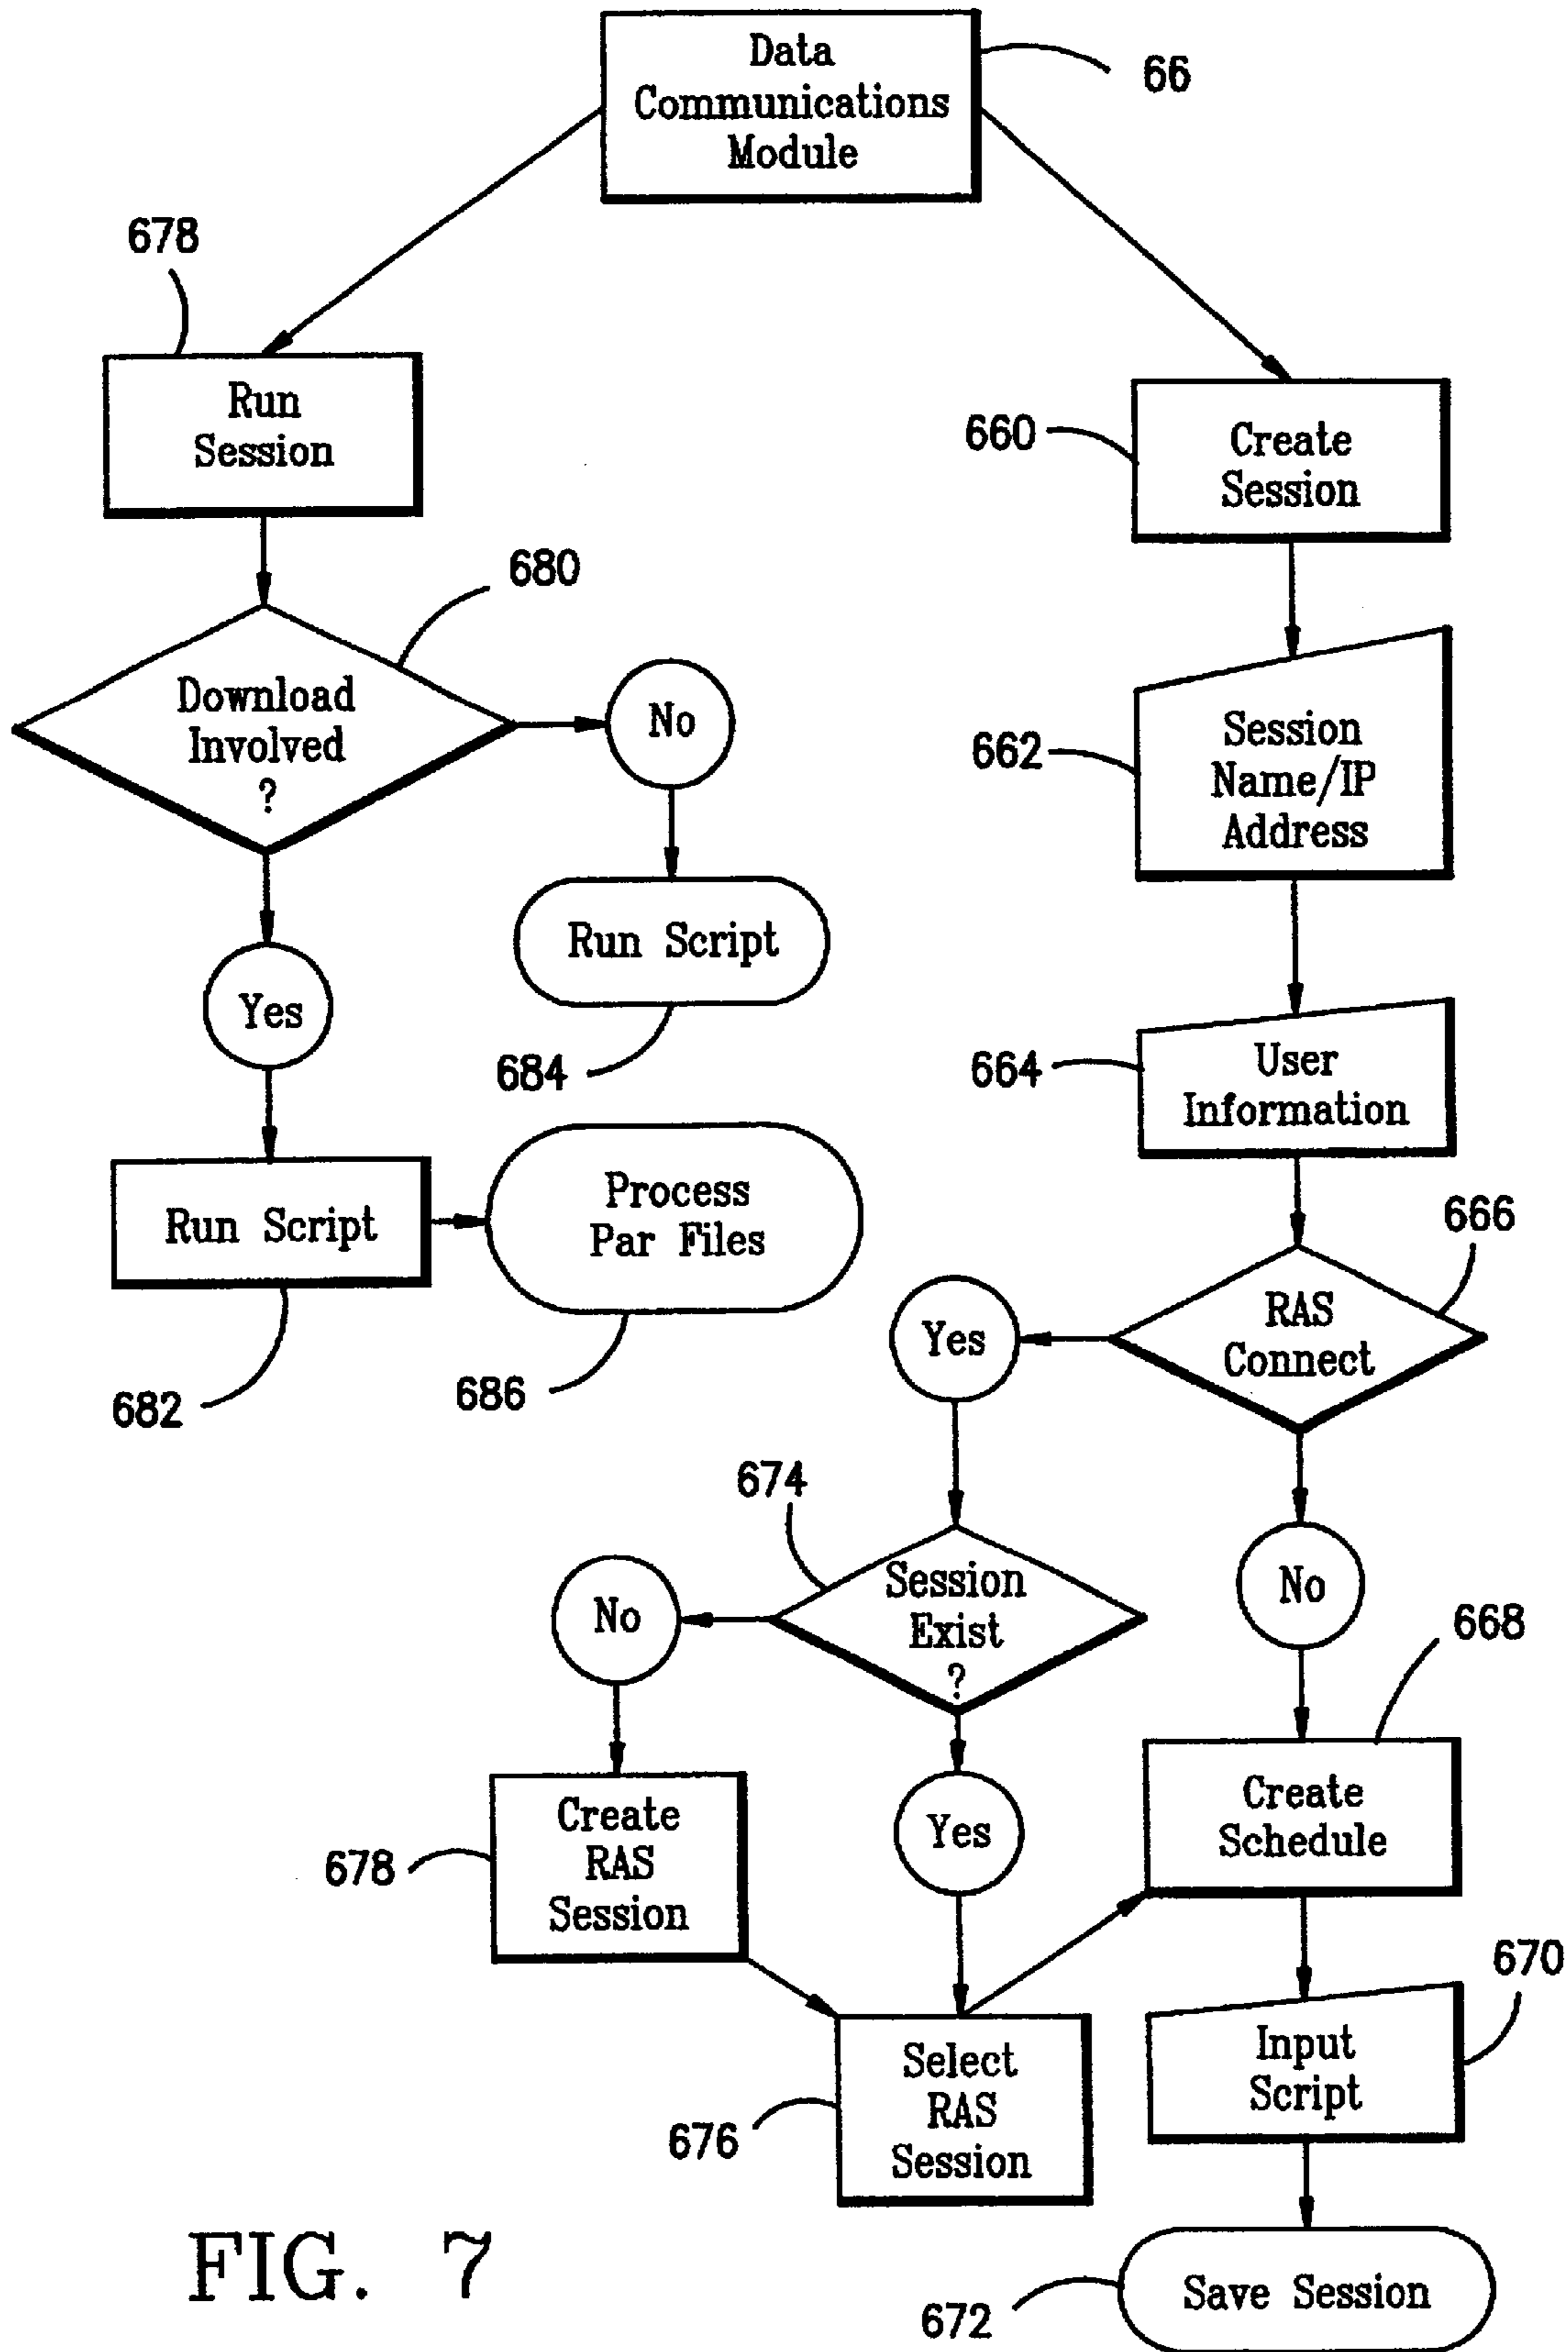 Data
Communications
Module
66
678
Run
Session
660
Create
Session
680
Download
Involved
?
No
662
Session
Name/IP
Address
Run Script
684
Yes
664
User
Information
Run Script
682
Process
Par Files
686
666
RAS
Connect
Yes
No
674
Session
Exist
?
No
Yes
668
Create
Schedule
678
Create
RAS
Session
676
Select
RAS
Session
670
Input
Script
672
Save Session
FIG. 7